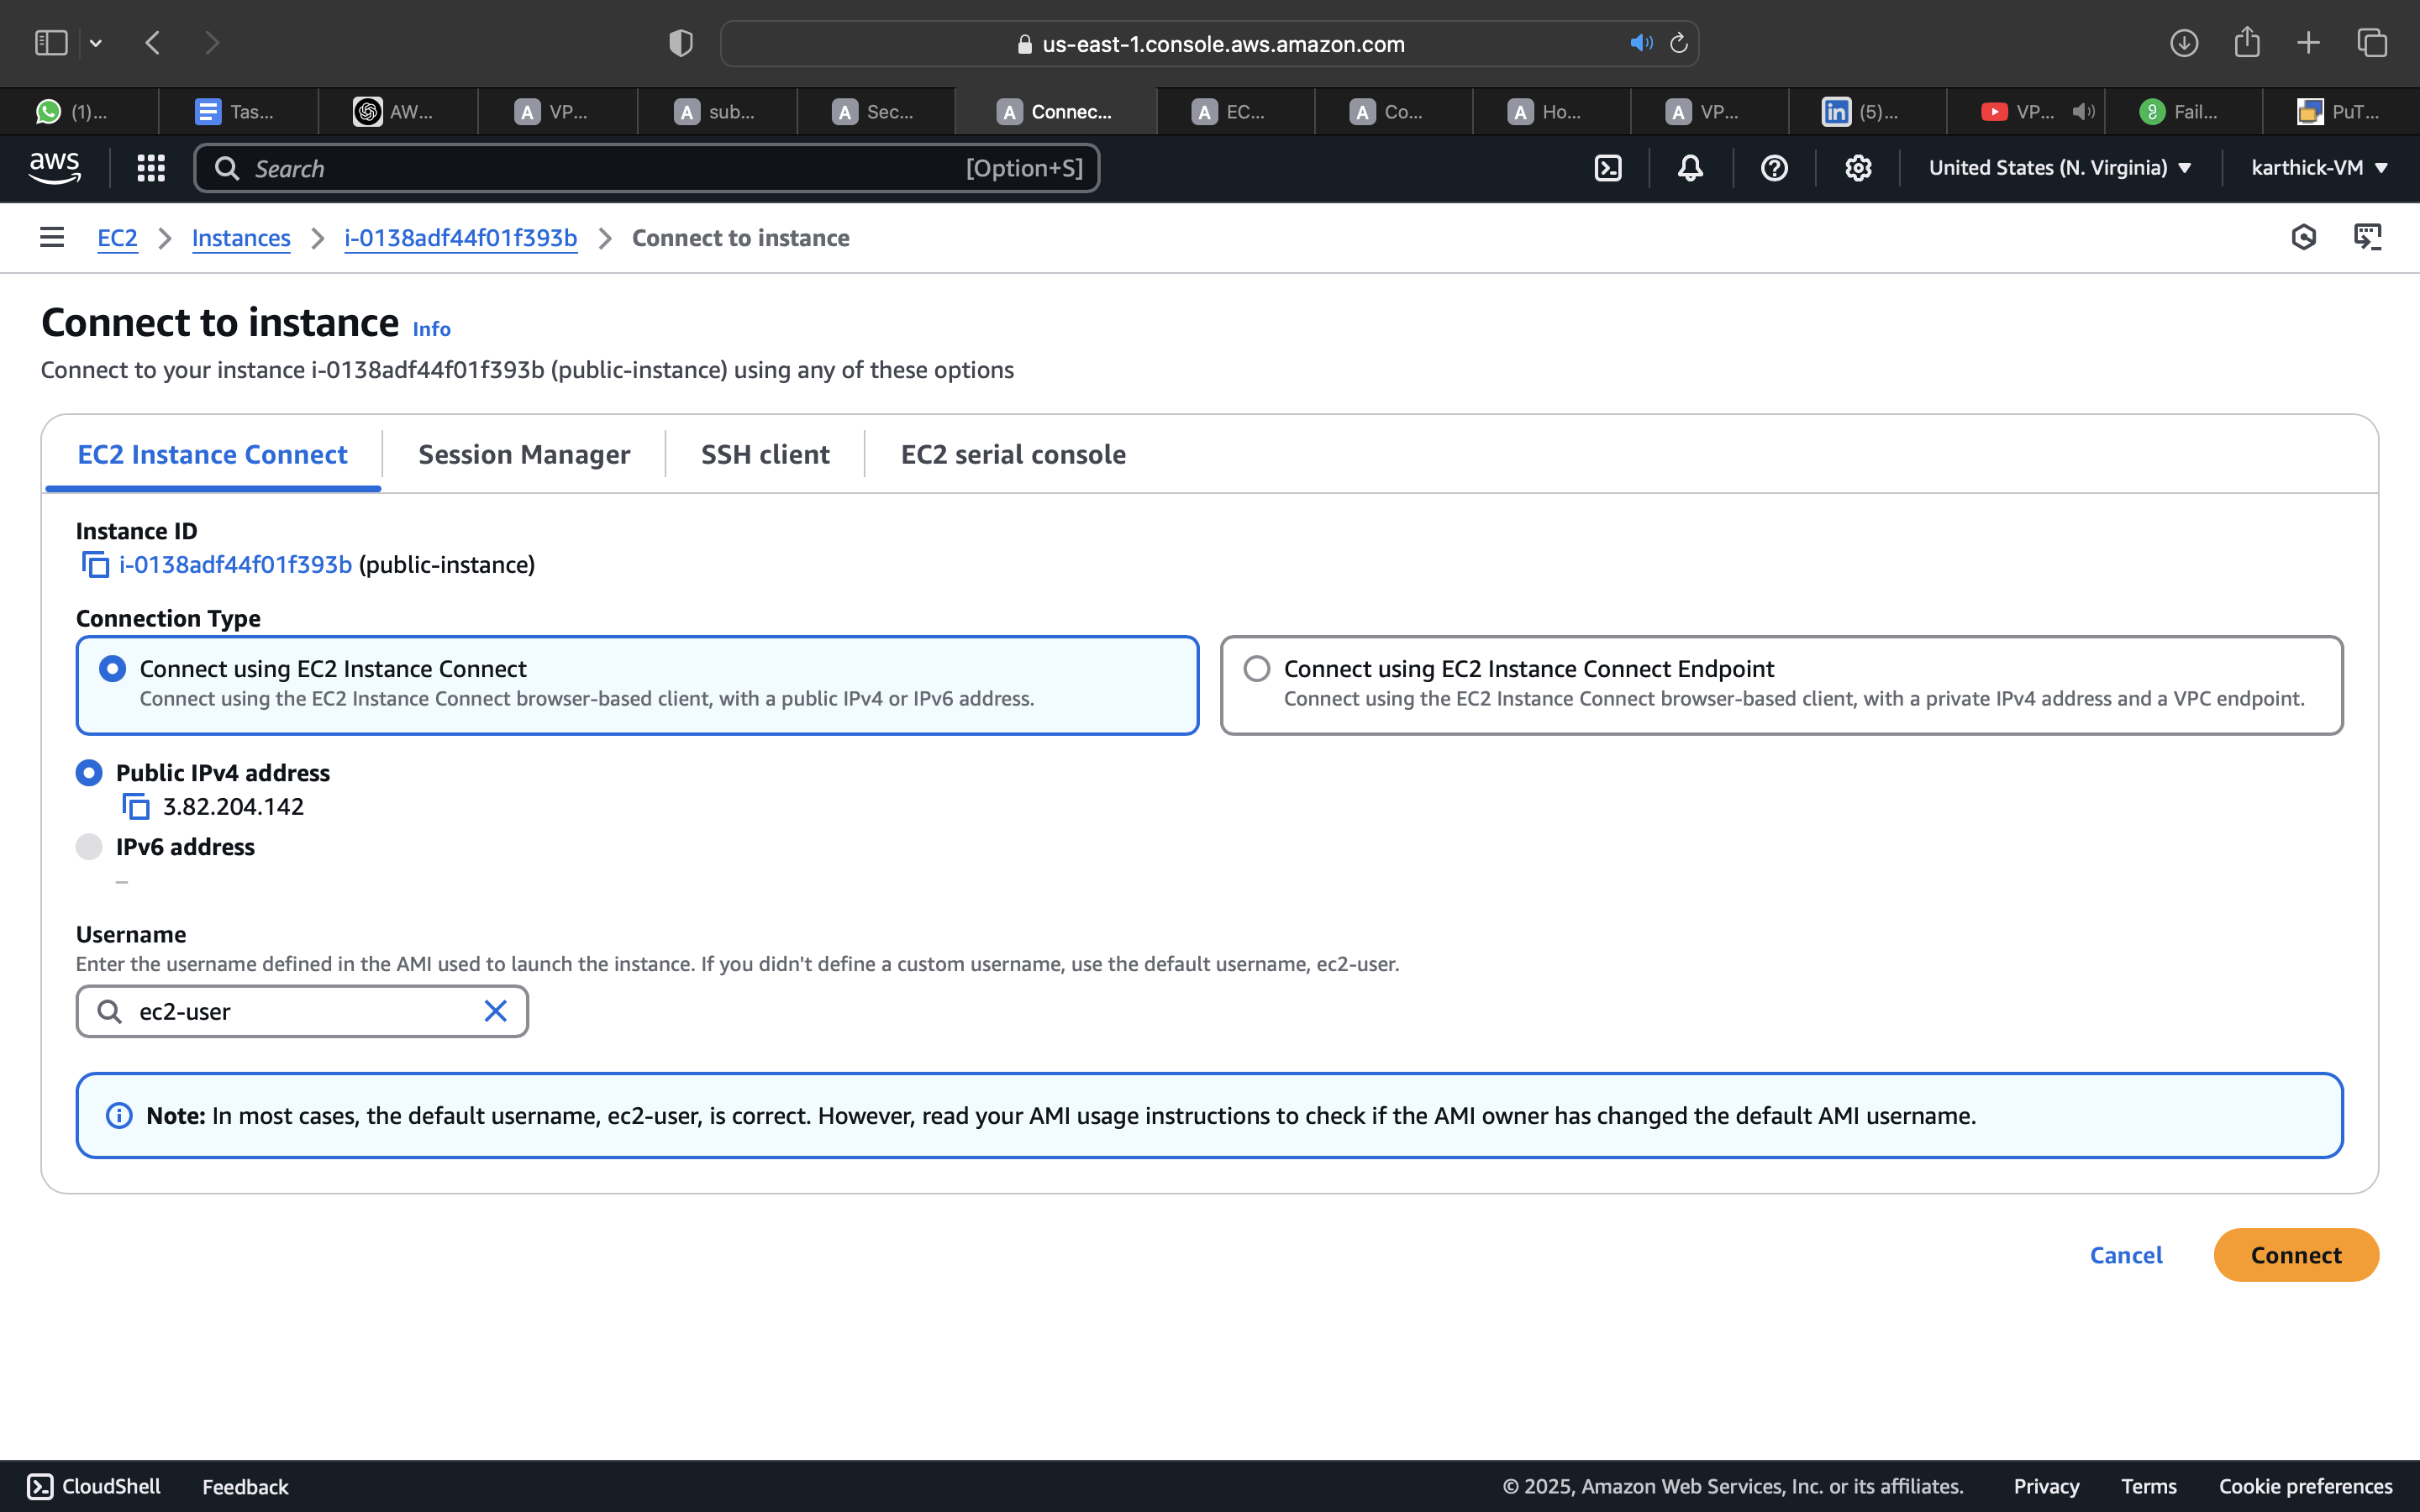 us-east-1.console.aws.amazon.com
(1)...
Tas...
AW...
VP...
sub...
Sec...
Connec...
EC...
Co...
Ho...
VP...
(5)...
VP...
Fail...
PuT...
aws
Search
[Option+S]
United States (N. Virginia)
karthick-VM
EC2
Instances
i-0138adf44f01f393b
Connect to instance
Connect to instance Info
Connect to your instance i-0138adf44f01f393b (public-instance) using any of these options
EC2 Instance Connect
Session Manager
SSH client
EC2 serial console
Instance ID
i-0138adf44f01f393b (public-instance)
Connection Type
Connect using EC2 Instance Connect
Connect using the EC2 Instance Connect browser-based client, with a public IPv4 or IPv6 address.
Connect using EC2 Instance Connect Endpoint
Connect using the EC2 Instance Connect browser-based client, with a private IPv4 address and a VPC endpoint.
Public IPv4 address
3.82.204.142
IPv6 address
–
Username
Enter the username defined in the AMI used to launch the instance. If you didn't define a custom username, use the default username, ec2-user.
ec2-user
Note: In most cases, the default username, ec2-user, is correct. However, read your AMI usage instructions to check if the AMI owner has changed the default AMI username.
Cancel
Connect
CloudShell
Feedback
© 2025, Amazon Web Services, Inc. or its affiliates.
Privacy
Terms
Cookie preferences